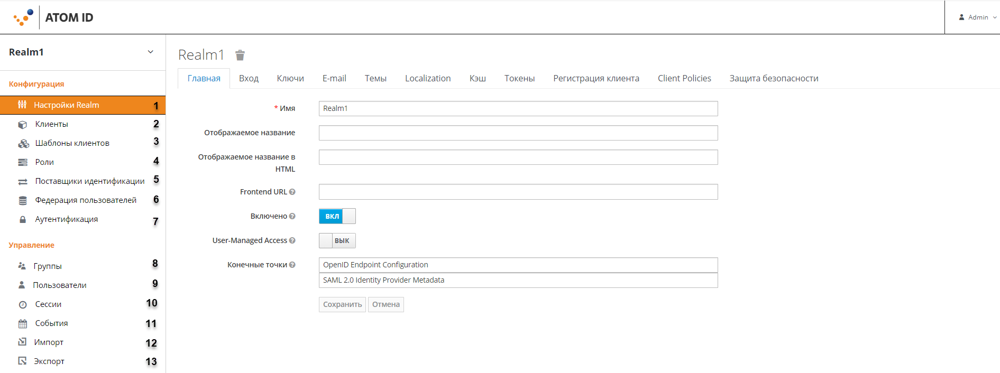 ATOM ID
Admin
Realm1
Конфигурация
Настройки Realm 1
Клиенты 2
Шаблоны клиентов 3
Роли 4
Поставщики идентификации 5
Федерация пользователей 6
Аутентификация 7
Управление
Группы 8
Пользователи 9
Сессии 10
События 11
Импорт 12
Экспорт 13
Realm1
Главная Вход Ключи E-mail Темы Localization Кэш Токены Регистрация клиента Client Policies Защита безопасности
* Имя Realm1
Отображаемое название
Отображаемое название в
HTML
Frontend URL
Включено ВКЛ
User-Managed Access ВЫК
Конечные точки OpenID Endpoint Configuration
SAML 2.0 Identity Provider Metadata
Сохранить Отмена